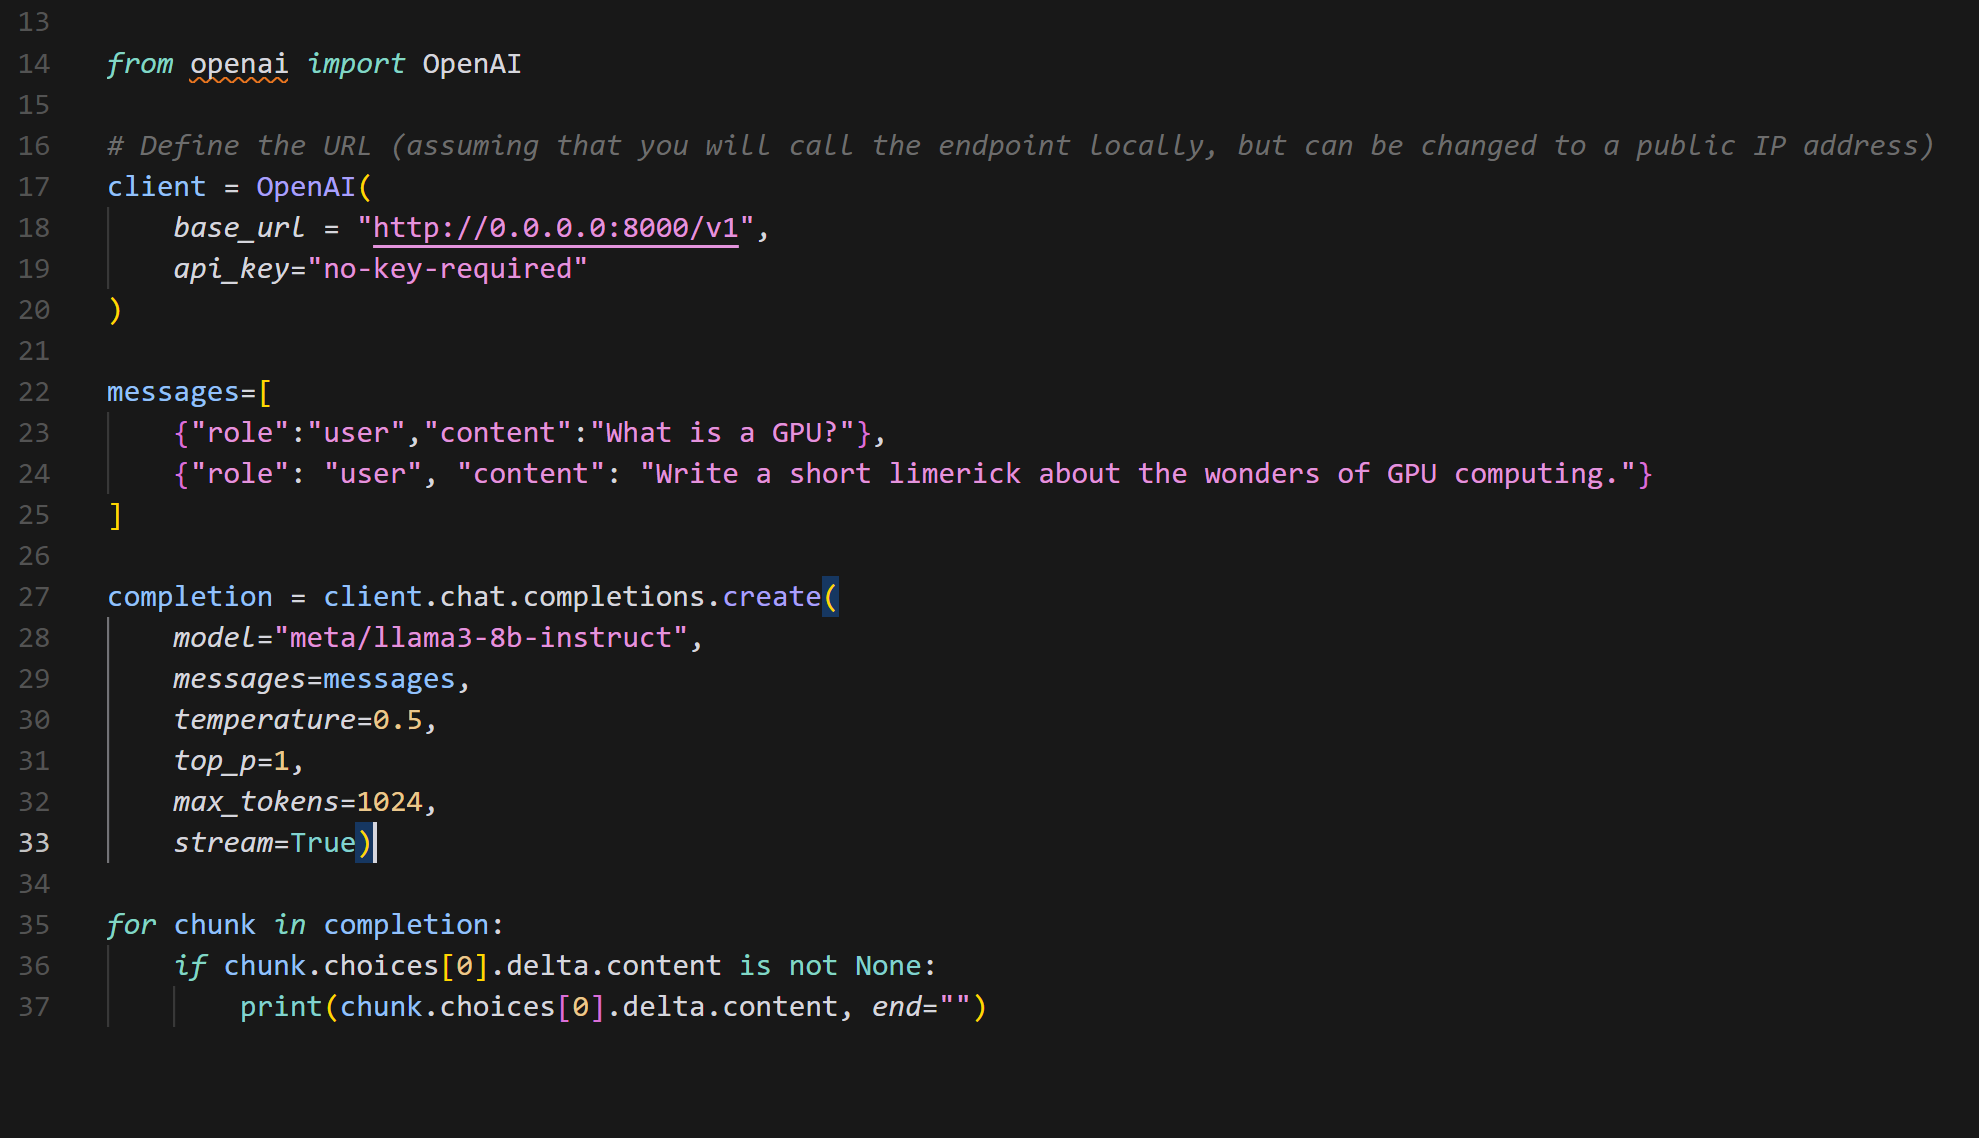 13
14 from openai import OpenAI
15
16 # Define the URL (assuming that you will call the endpoint locally, but can be changed to a public IP address)
17 client = OpenAI(
18     base_url = "http://0.0.0.0:8000/v1",
19     api_key="no-key-required"
20 )
21
22 messages=[
23     {"role":"user","content":"What is a GPU?"},
24     {"role": "user", "content": "Write a short limerick about the wonders of GPU computing."}
25 ]
26
27 completion = client.chat.completions.create(
28     model="meta/llama3-8b-instruct",
29     messages=messages,
30     temperature=0.5,
31     top_p=1,
32     max_tokens=1024,
33     stream=True)
34
35 for chunk in completion:
36     if chunk.choices[0].delta.content is not None:
37         print(chunk.choices[0].delta.content, end="")